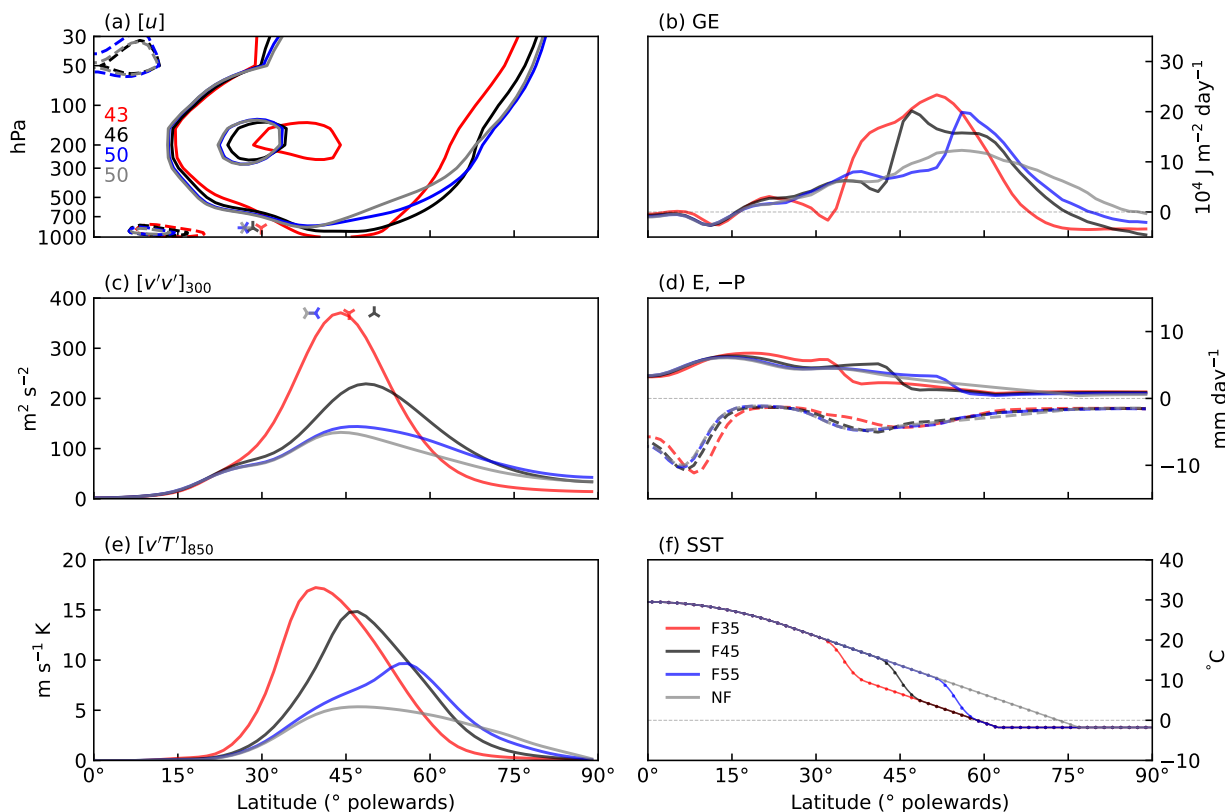 (a) [u]
(b) GE
30
50
100
200
300
500
700
1000
hPa
43
46
50
50
30
20
10
0
10⁴ J m⁻² day⁻¹
(c) [v′v′]₃₀₀
(d) E, −P
400
300
200
100
0
m² s⁻²
10
0
−10
mm day⁻¹
(e) [v′T′]₈₅₀
(f) SST
20
15
10
5
0
m s⁻¹ K
0° 15° 30° 45° 60° 75° 90°
Latitude (° polewards)
F35
F45
F55
NF
40
30
20
10
0
−10
°C
0° 15° 30° 45° 60° 75° 90°
Latitude (° polewards)